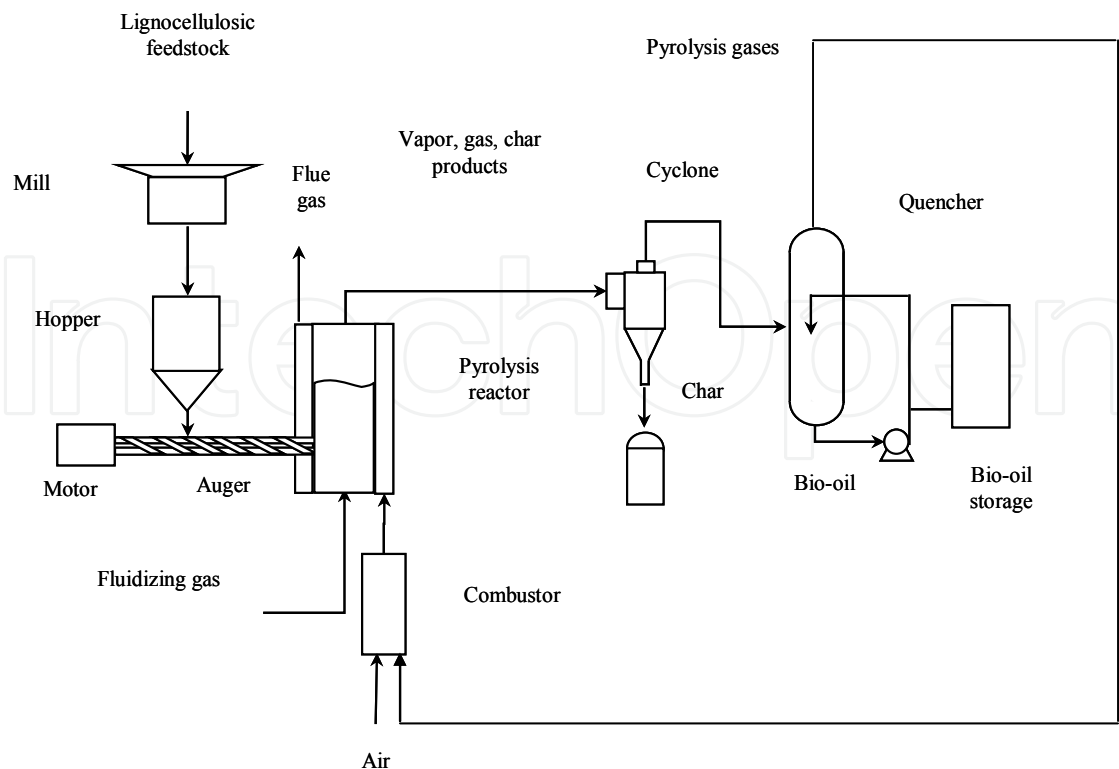 Lignocellulosic
feedstock
Pyrolysis gases
Vapor, gas, char
products
Mill
Flue
gas
Cyclone
Quencher
Hopper
Pyrolysis
reactor
Char
Motor
Auger
Bio-oil
Bio-oil
storage
Fluidizing gas
Combustor
Air
IntechOpen